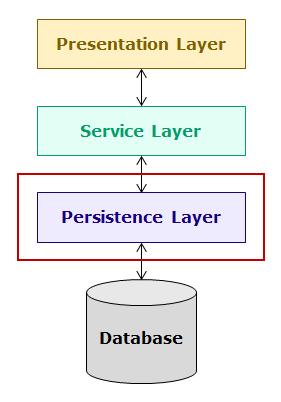 Presentation Layer
Service Layer
Persistence Layer
Database